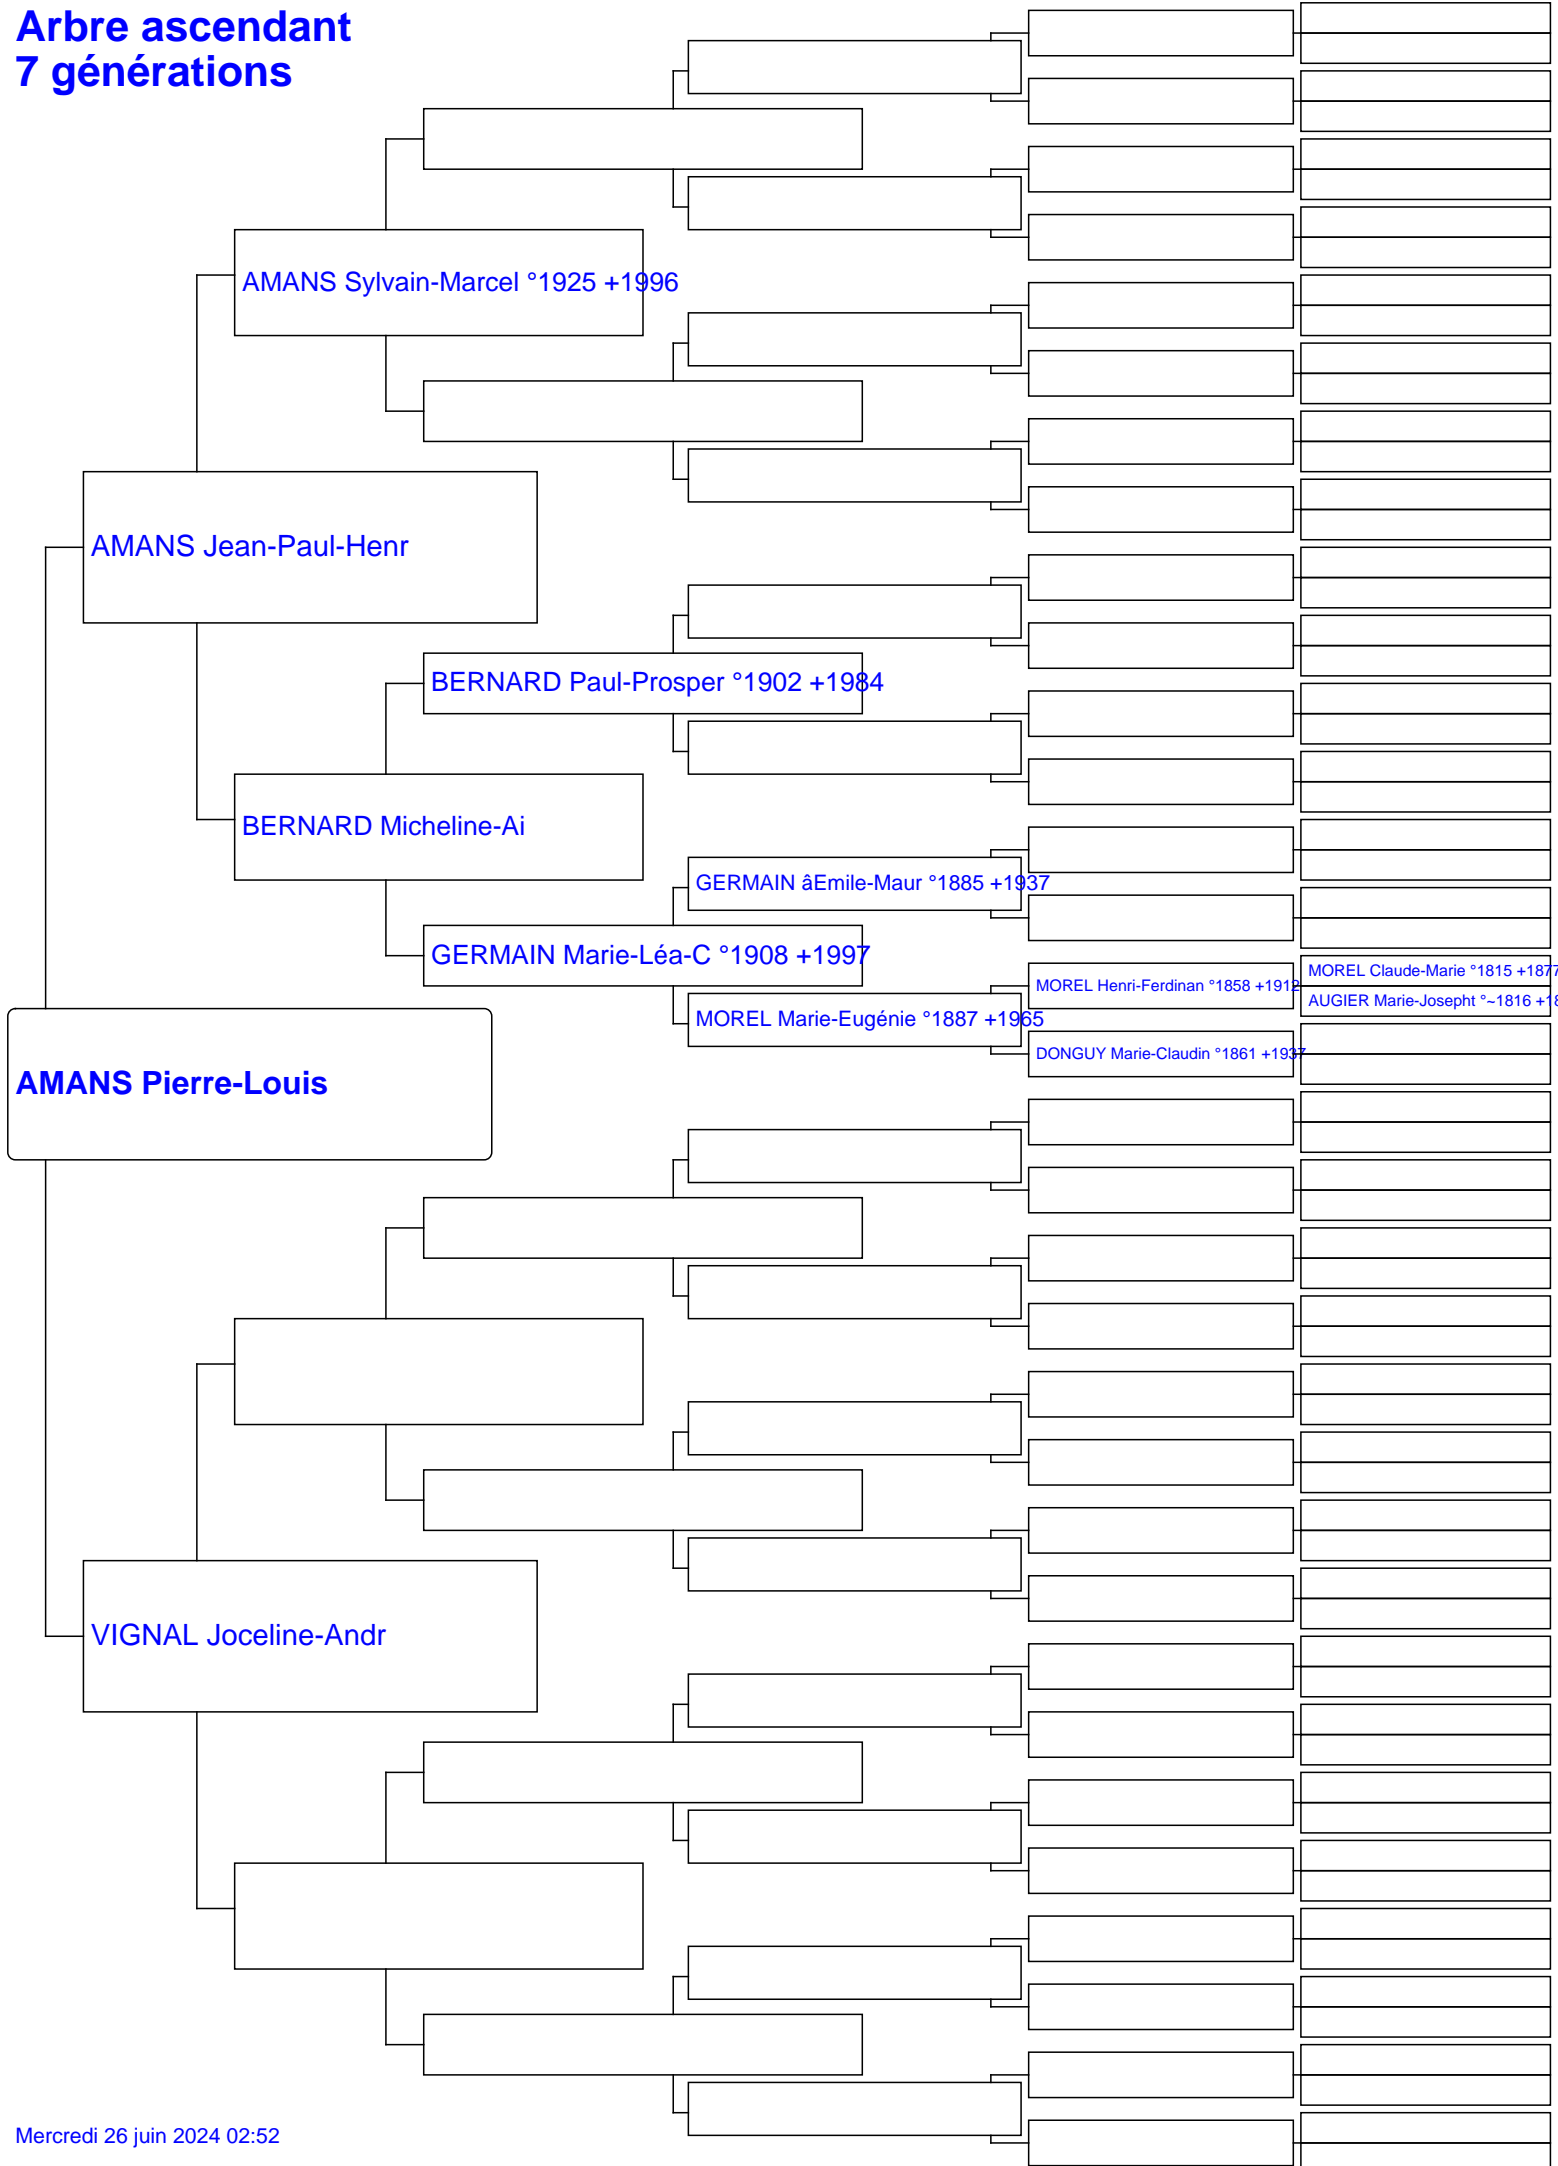 Arbre ascendant
7 générations
AMANS Sylvain-Marcel °1925 +1996
AMANS Jean-Paul-Henr
BERNARD Paul-Prosper °1902 +1984
BERNARD Micheline-Ai
GERMAIN âEmile-Maur °1885 +1937
GERMAIN Marie-Léa-C °1908 +1997
MOREL Claude-Marie °1815 +1877
MOREL Henri-Ferdinan °1858 +1912
AUGIER Marie-Josepht °~1816 +18
MOREL Marie-Eugénie °1887 +1965
DONGUY Marie-Claudin °1861 +1937
AMANS Pierre-Louis
VIGNAL Joceline-Andr
Mercredi 26 juin 2024 02:52